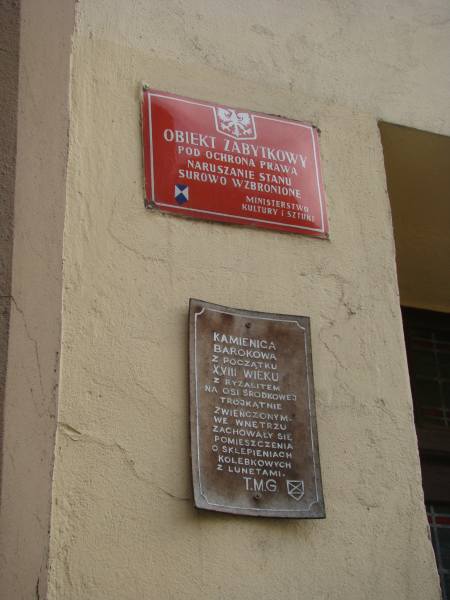 OBIEKT ZABYTKOWY
POD OCHRONĄ PRAWA
NARUSZANIE STANU
SUROWO WZBRONIONE
MINISTERSTWO
KULTURY I SZTUKI
KAMIENICA
BAROKOWA
Z POCZĄTKU
XVIII WIEKU
Z RYZALITEM
NA OSI ŚRODKOWEJ
TRÓJKĄTNIE
ZWIEŃCZONYM.
WE WNĘTRZU
ZACHOWAŁY SIĘ
POMIESZCZENIA
O SKLEPIENIACH
KOLEBKOWYCH
Z LUNETAMI.
T.M.G.